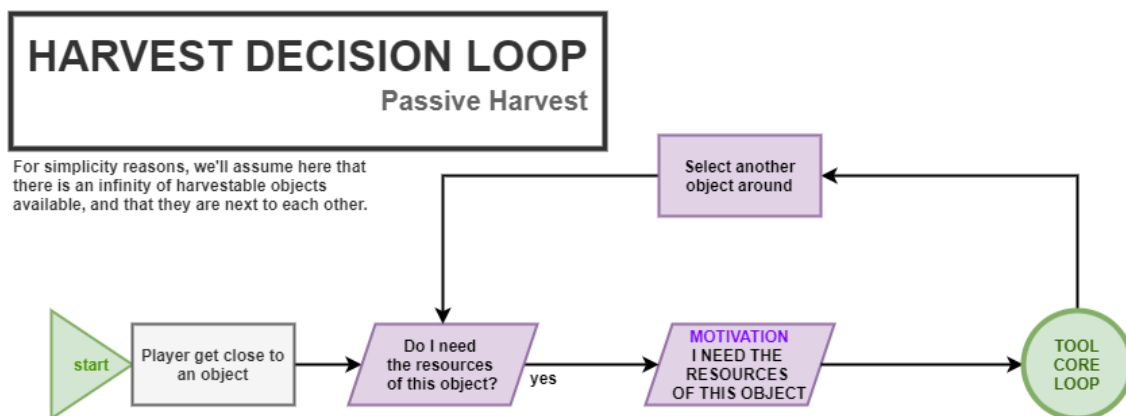 HARVEST DECISION LOOP
Passive Harvest
For simplicity reasons, we'll assume here that
there is an infinity of harvestable objects
available, and that they are next to each other.
Select another
object around
start
Player get close to
an object
Do I need
the resources
of this object?
yes
MOTIVATION
I NEED THE
RESOURCES
OF THIS OBJECT
TOOL
CORE
LOOP